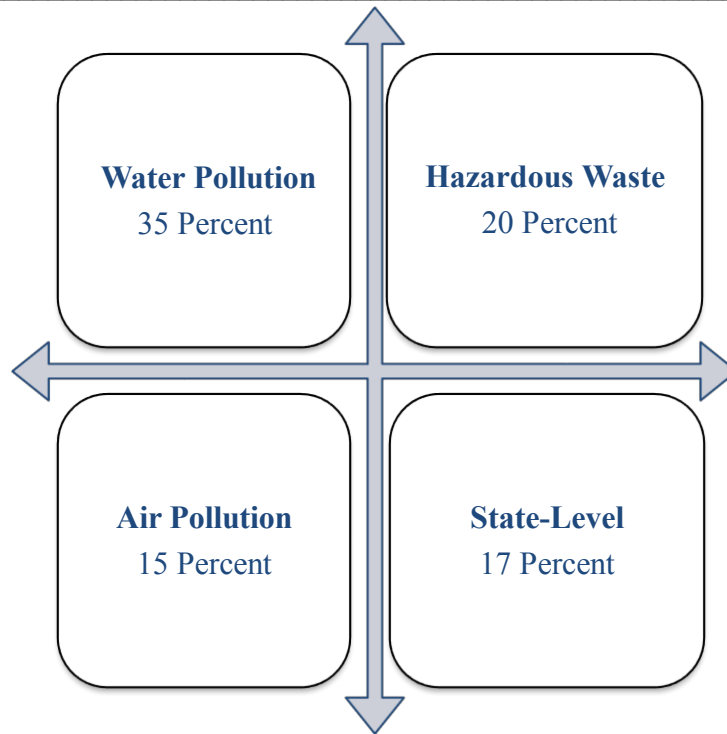 Water Pollution
35 Percent
Hazardous Waste
20 Percent
Air Pollution
15 Percent
State-Level
17 Percent